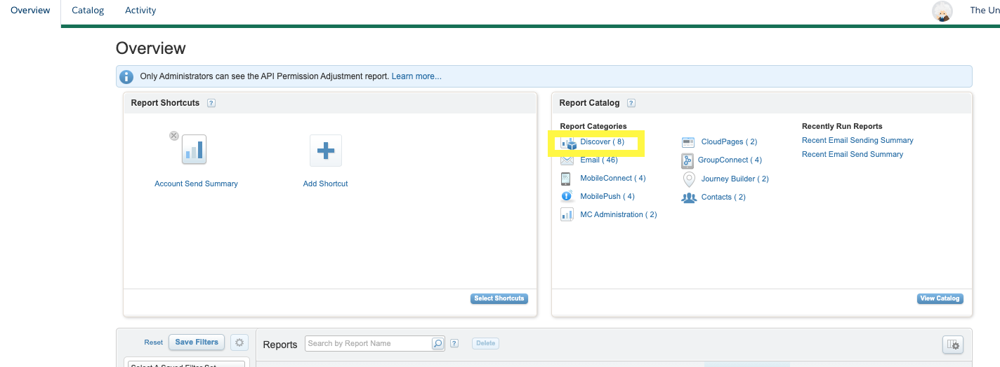 Overview
Catalog
Activity
The Un
Overview
Only Administrators can see the API Permission Adjustment report. Learn more...
Report Shortcuts ?
Account Send Summary
Add Shortcut
Select Shortcuts
Report Catalog ?
Report Categories
Discover ( 8)
Email ( 46)
MobileConnect ( 4)
MobilePush ( 4)
MC Administration ( 2)
CloudPages ( 2)
GroupConnect ( 4)
Journey Builder ( 2)
Contacts ( 2)
Recently Run Reports
Recent Email Sending Summary
Recent Email Send Summary
View Catalog
Reset
Save Filters
Select A Saved Filter Set
Reports
Search by Report Name
?
Delete